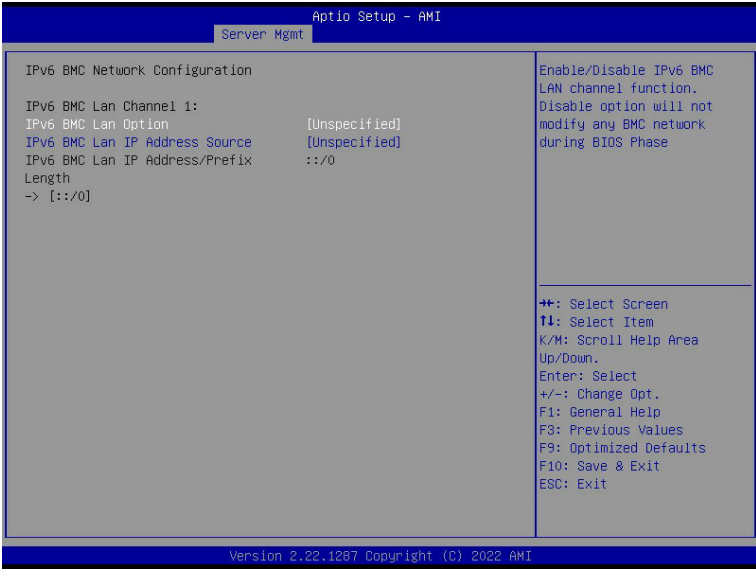 Aptio Setup - AMI
Server Mgmt
IPv6 BMC Network Configuration
IPv6 BMC Lan Channel 1:
IPv6 BMC Lan Option [Unspecified]
IPv6 BMC Lan IP Address Source [Unspecified]
IPv6 BMC Lan IP Address/Prefix ::/0
Length
-> [::/0]
Enable/Disable IPv6 BMC
LAN channel function.
Disable option will not
modify any BMC network
during BIOS Phase
→←: Select Screen
↑↓: Select Item
K/M: Scroll Help Area
Up/Down.
Enter: Select
+/-: Change Opt.
F1: General Help
F3: Previous Values
F9: Optimized Defaults
F10: Save & Exit
ESC: Exit
Version 2.22.1287 Copyright (C) 2022 AMI